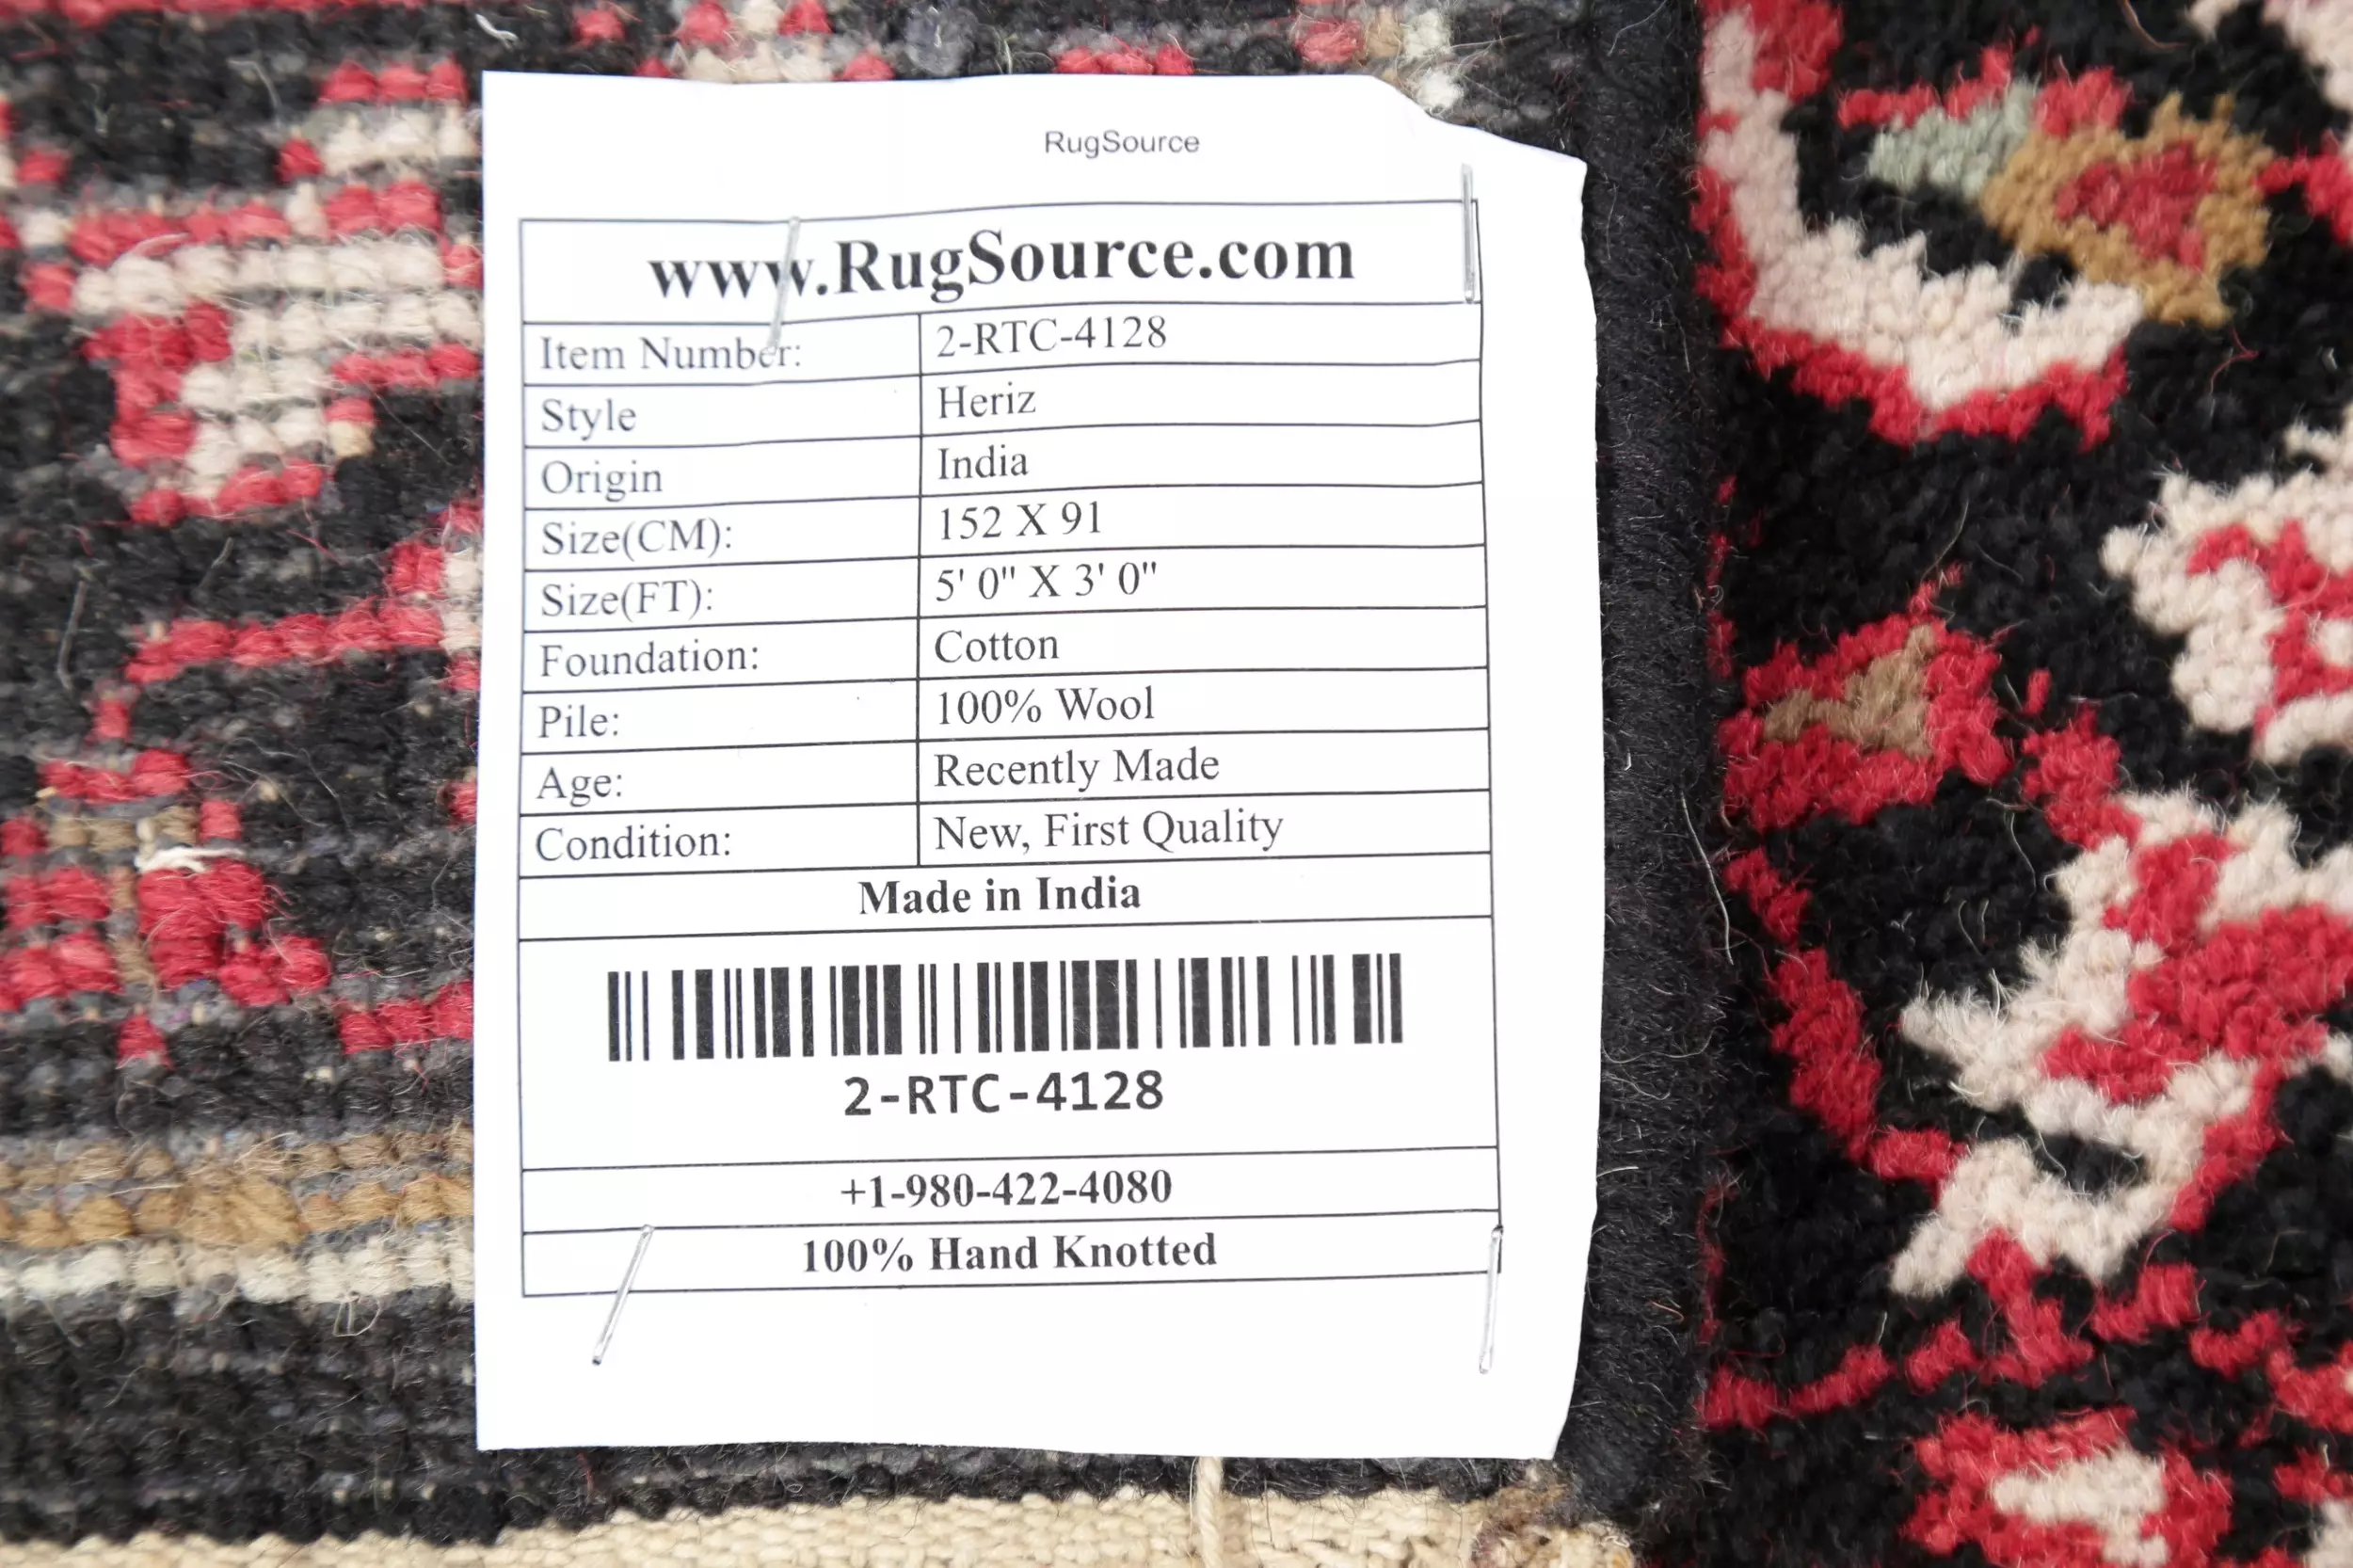 RugSource
www.RugSource.com
Item Number: 2-RTC-4128
Style Heriz
Origin India
Size(CM): 152 X 91
Size(FT): 5' 0" X 3' 0"
Foundation: Cotton
Pile: 100% Wool
Age: Recently Made
Condition: New, First Quality
Made in India
2-RTC-4128
+1-980-422-4080
100% Hand Knotted